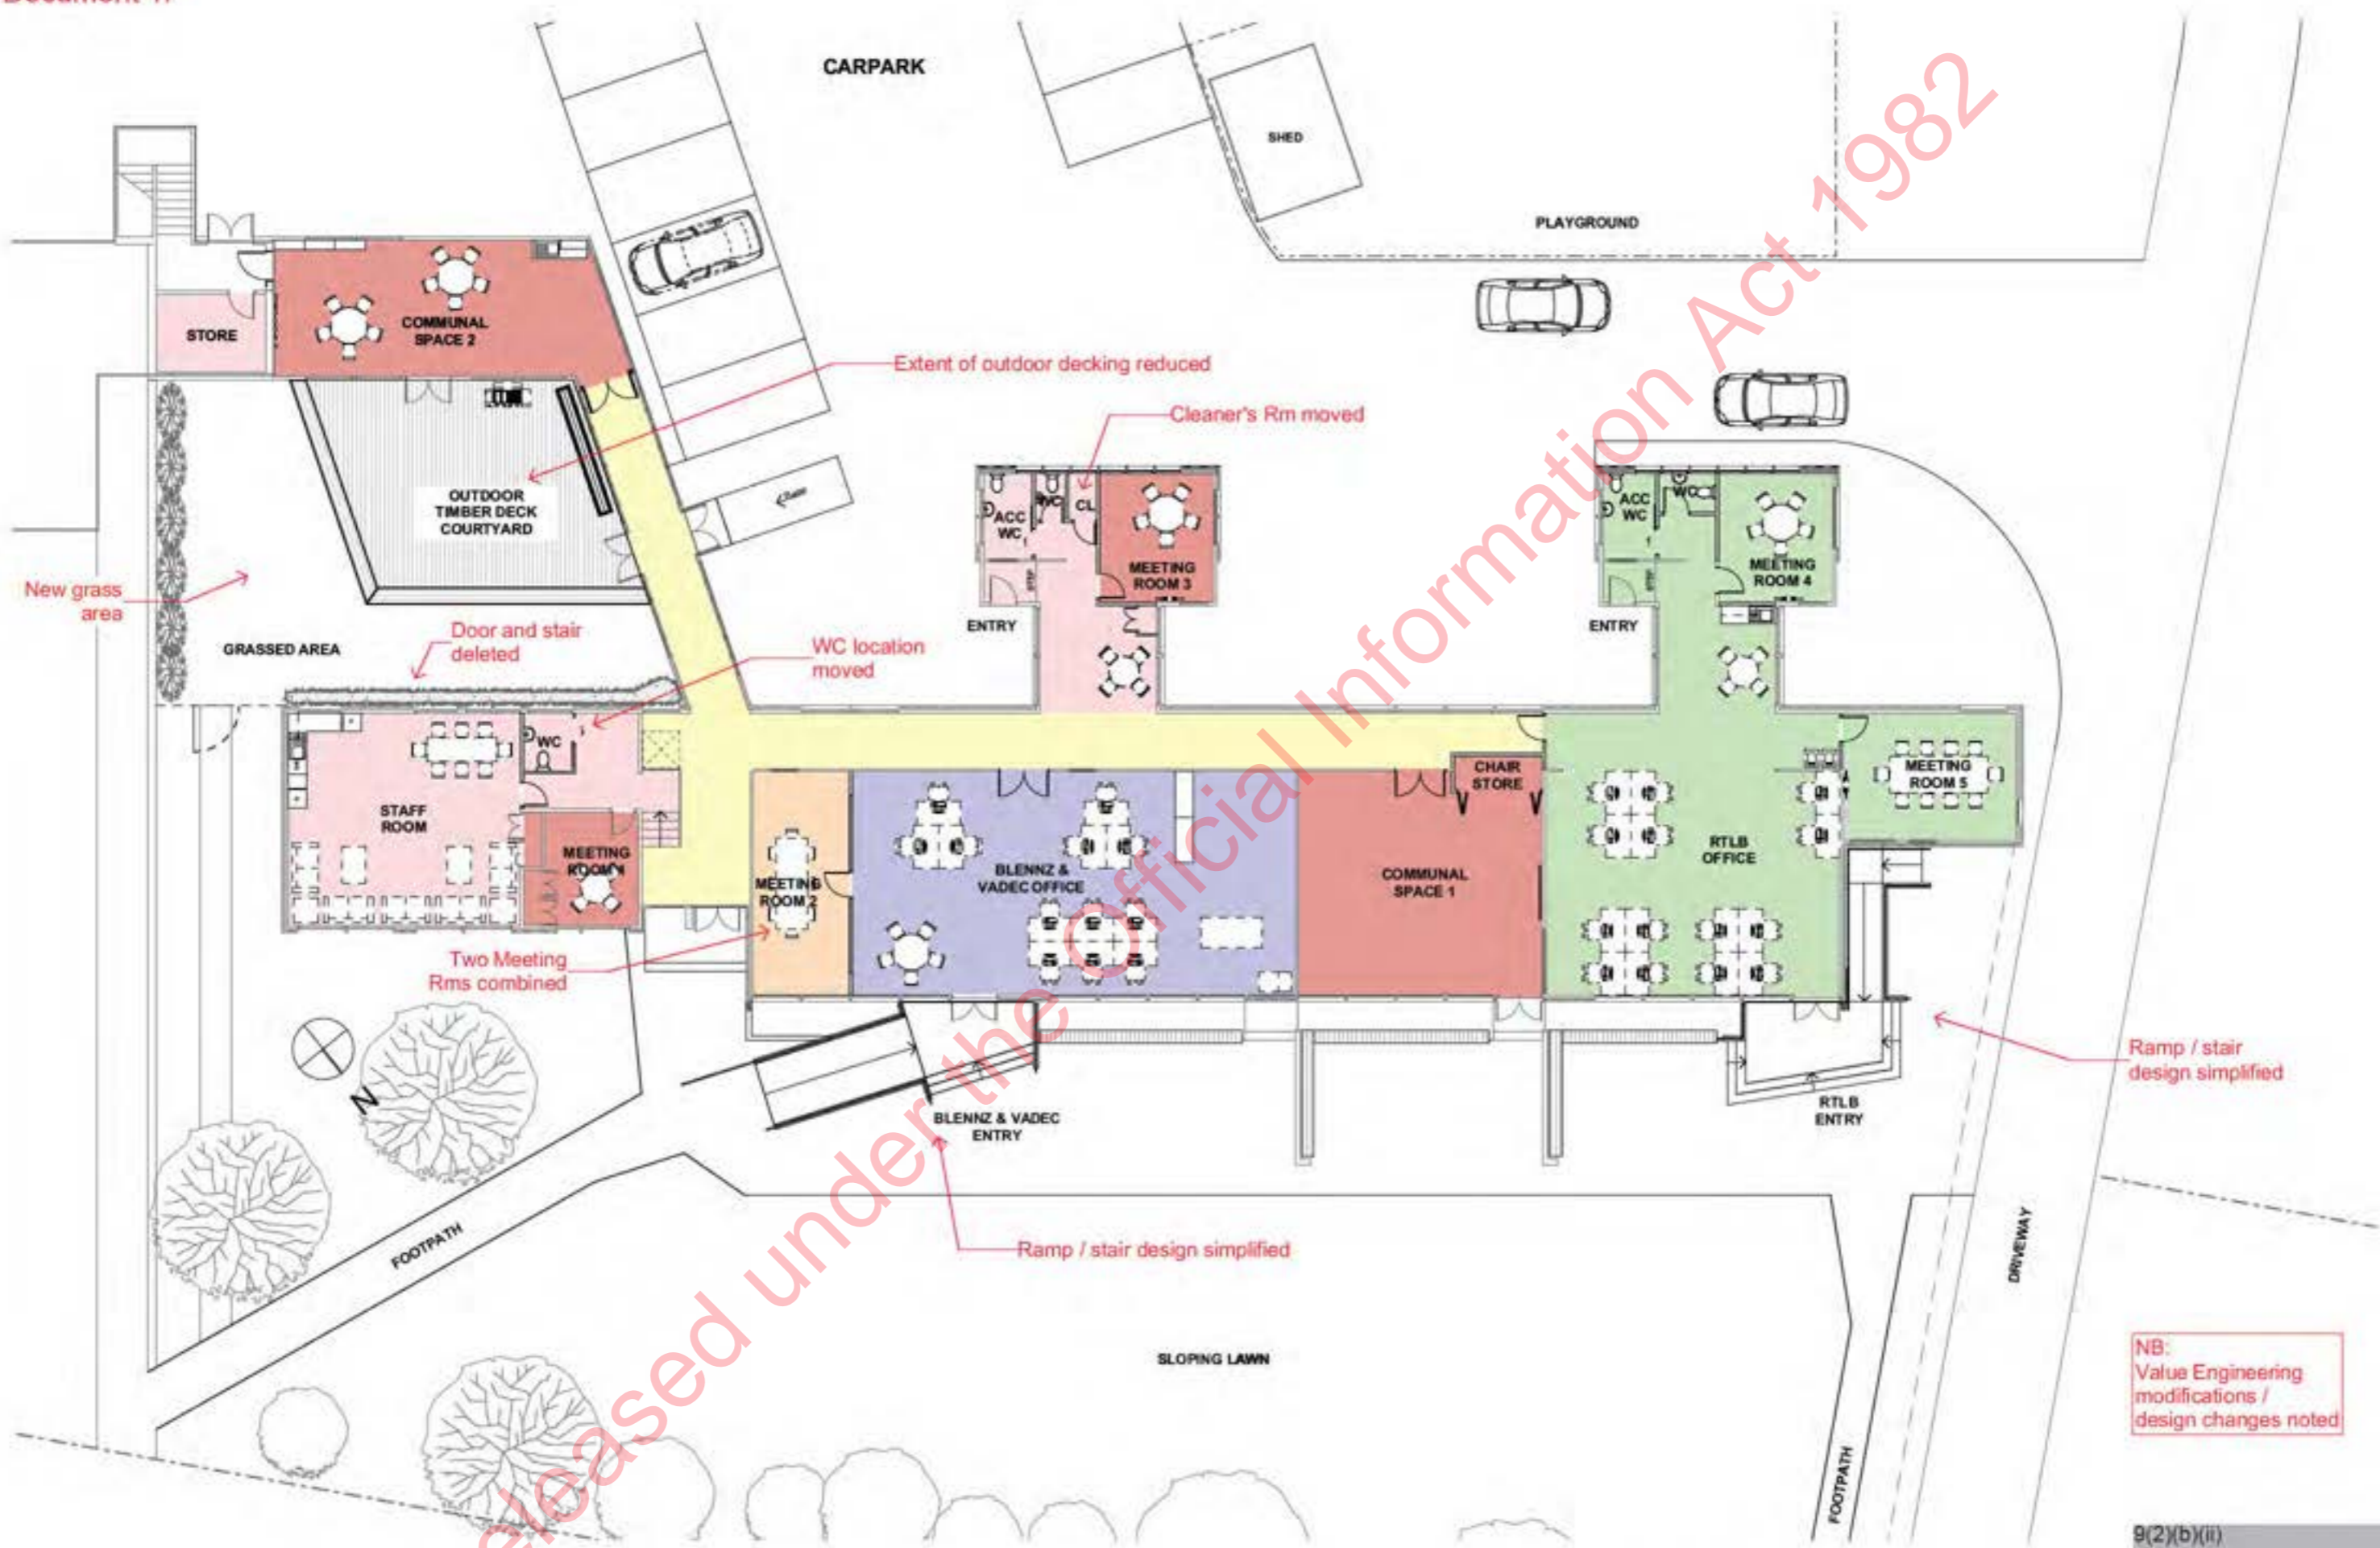 CARPARK
SHED
PLAYGROUND
STORE
COMMUNAL
SPACE 2
Extent of outdoor decking reduced
Cleaner's Rm moved
OUTDOOR
TIMBER DECK
COURTYARD
ACC
WC
WC
CL
MEETING
ROOM 3
ACC
WC
WC
MEETING
ROOM 4
New grass
area
GRASSED AREA
Door and stair
deleted
WC location
moved
ENTRY
ENTRY
WC
STAFF
ROOM
MEETING
ROOM 1
MEETING
ROOM 2
BLENNZ &
VADEC OFFICE
COMMUNAL
SPACE 1
CHAIR
STORE
RTLB
OFFICE
MEETING
ROOM 5
Two Meeting
Rms combined
N
BLENNZ & VADEC
ENTRY
RTLB
ENTRY
Ramp / stair
design simplified
Ramp / stair design simplified
FOOTPATH
DRIVEWAY
SLOPING LAWN
FOOTPATH
NB:
Value Engineering
modifications /
design changes noted
9(2)(b)(ii)
eleased under the Official Information Act 1982